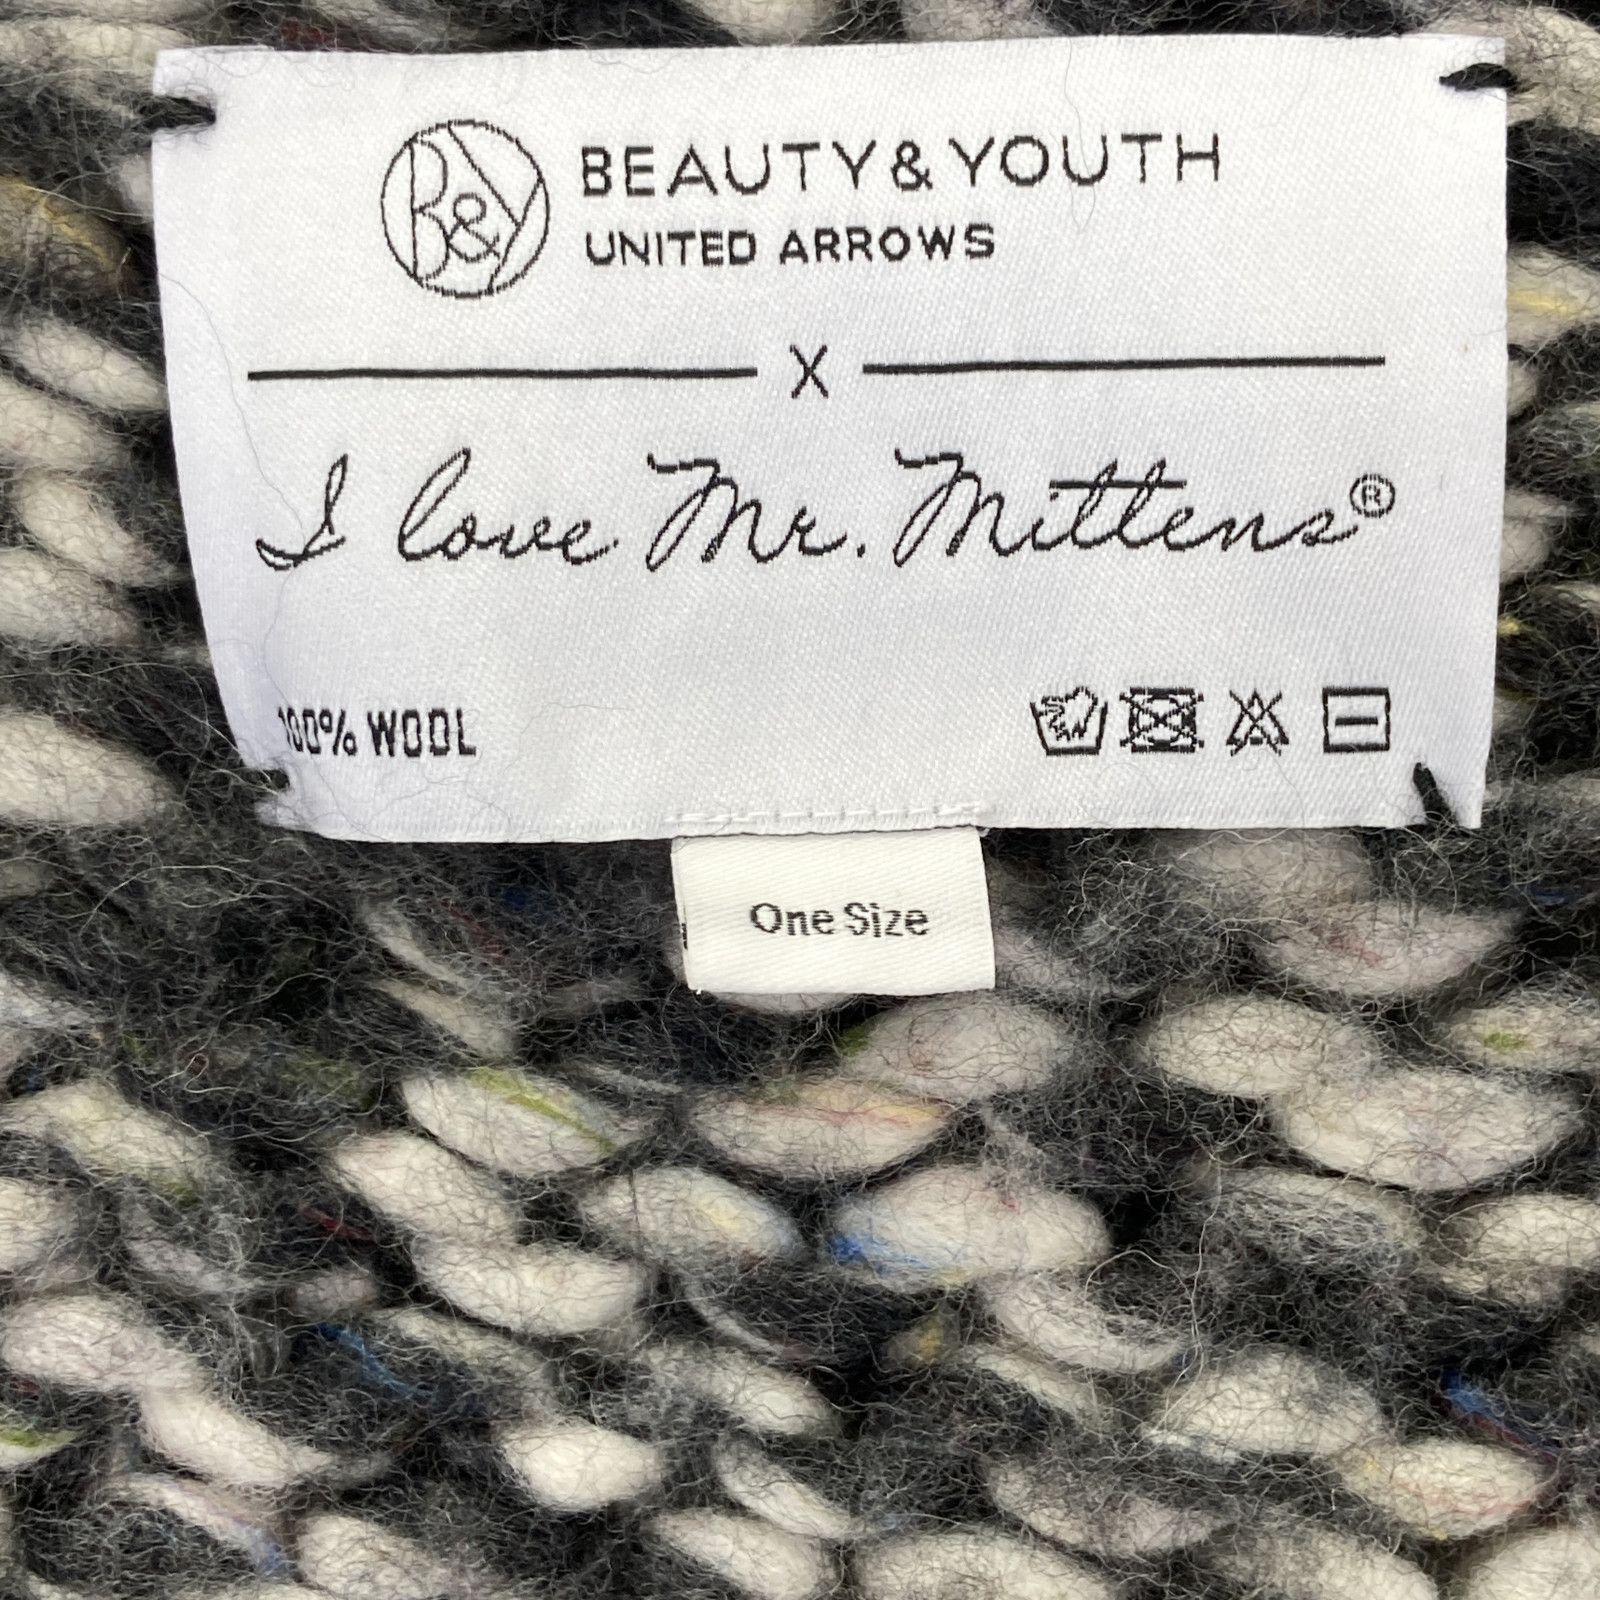 B&Y
BEAUTY&YOUTH
UNITED ARROWS
X
I love Mr. Mittens®
100% WOOL
One Size